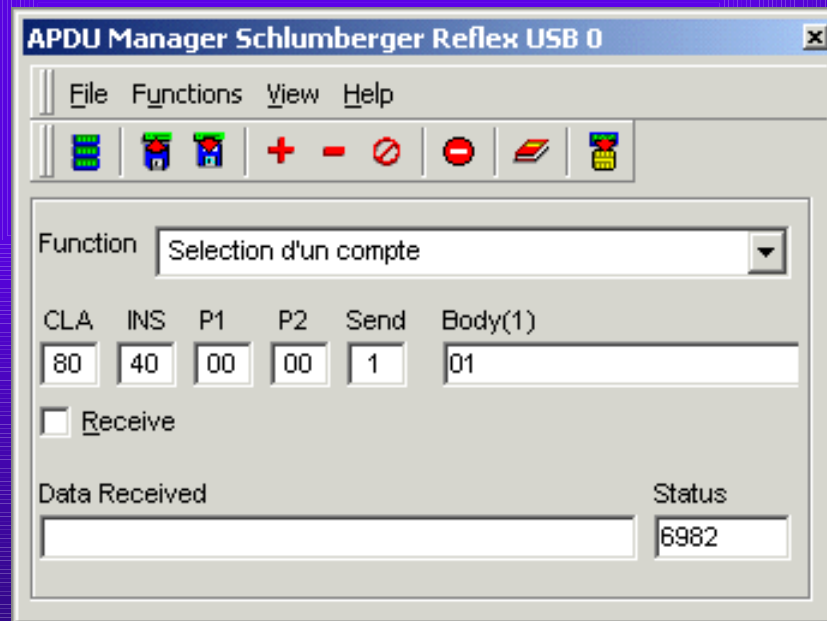 APDU Manager Schlumberger Reflex USB 0
File Functions View Help
Function Selection d'un compte
CLA INS P1 P2 Send Body(1)
80 40 00 00 1 01
Receive
Data Received Status
6982